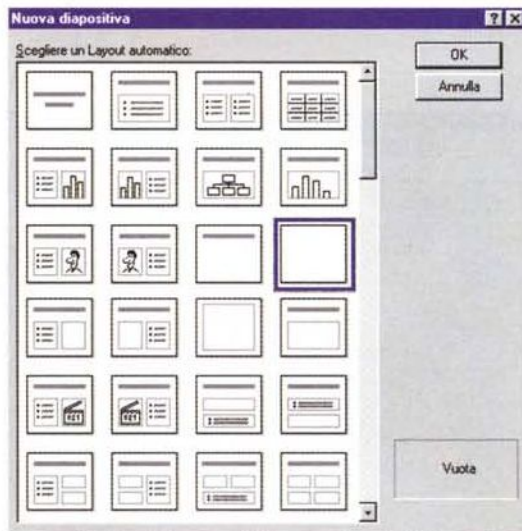 Nuova diapositiva
Scegliere un Layout automatico:
OK
Annulla
Vuota